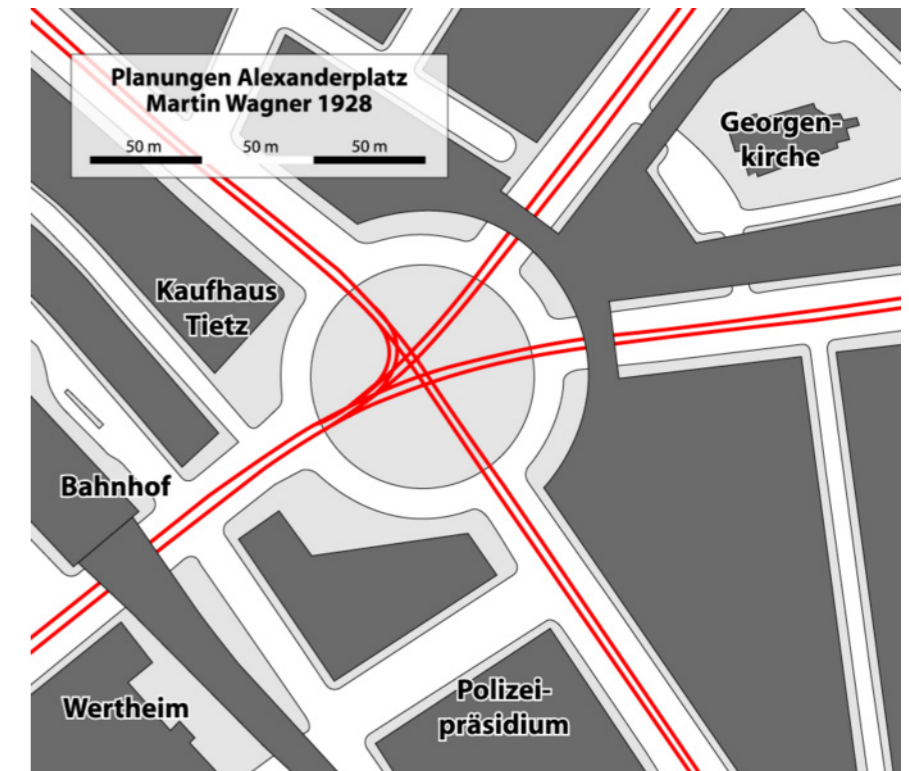 Planungen Alexanderplatz
Martin Wagner 1928
50 m 50 m 50 m
Georgen-
kirche
Kaufhaus
Tietz
Bahnhof
Wertheim
Polizei-
präsidium